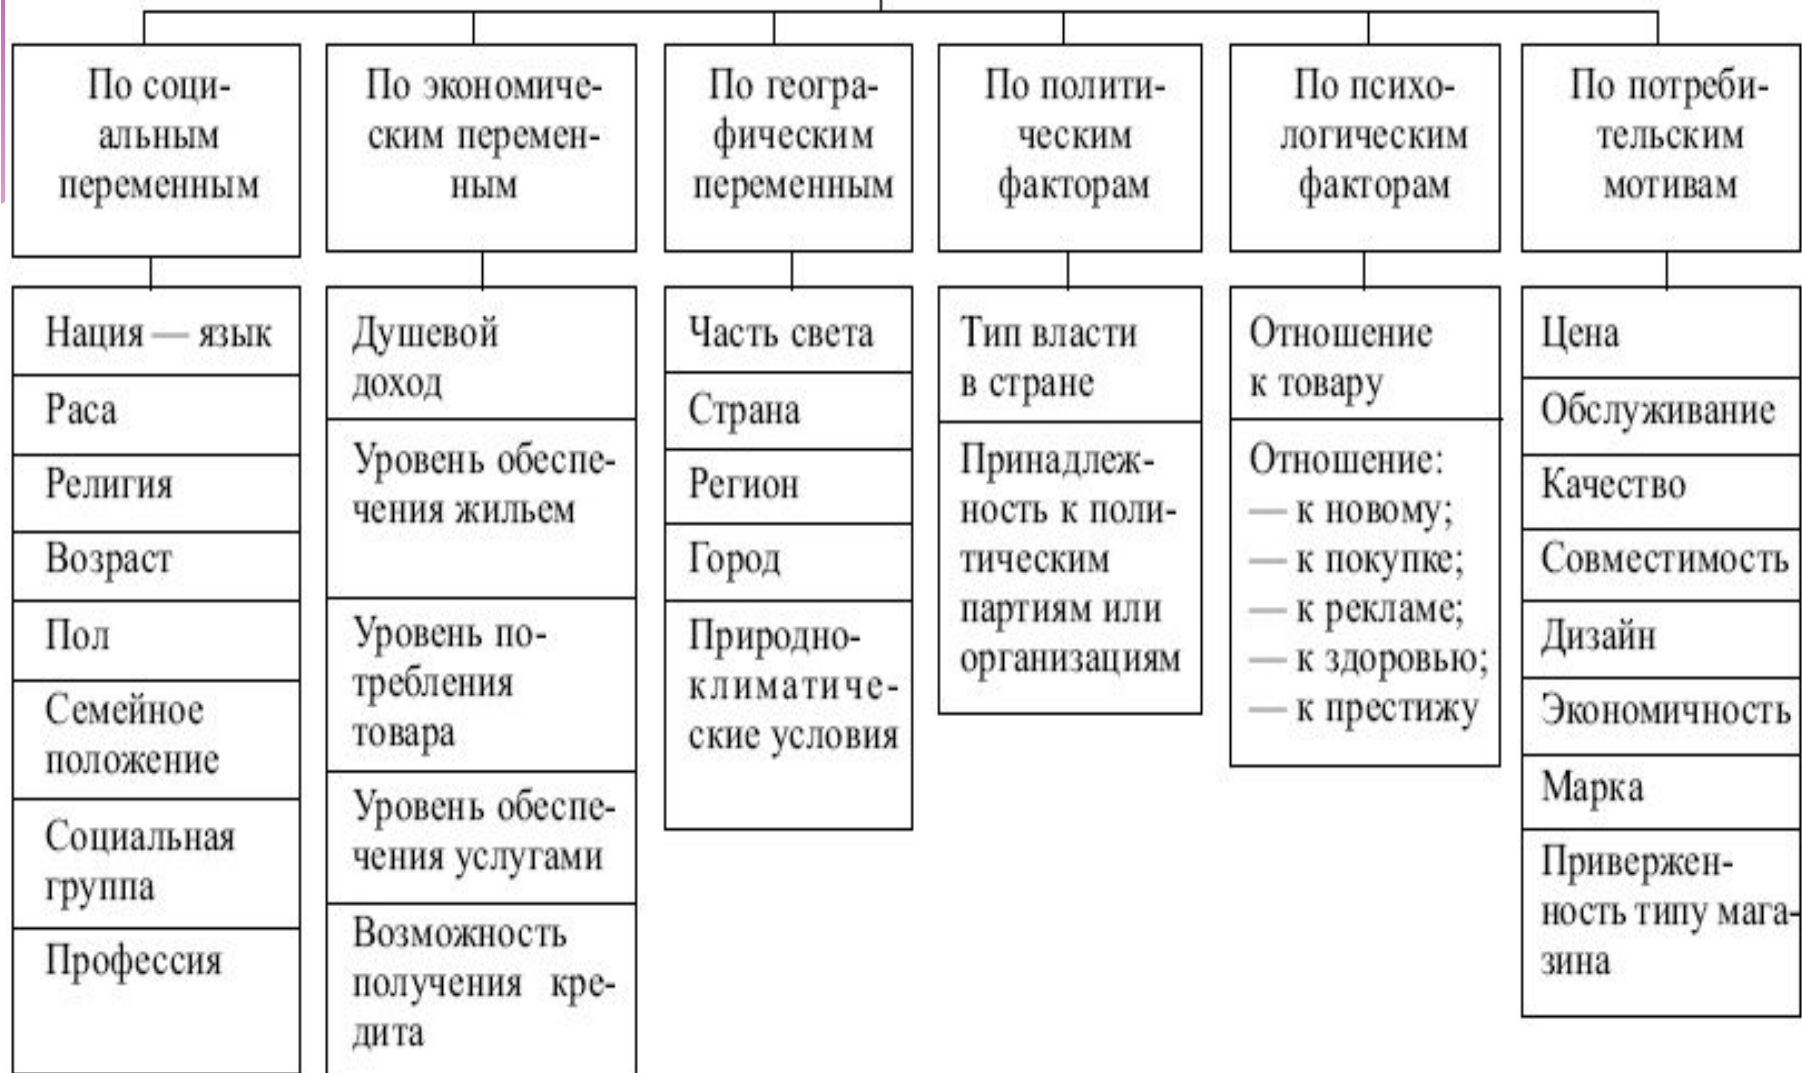 По соци-
альным
переменным
По экономиче-
ским перемен-
ным
По геогра-
фическим
переменным
По полити-
ческим
факторам
По психо-
логическим
факторам
По потреби-
тельским
мотивам
Нация — язык
Раса
Религия
Возраст
Пол
Семейное
положение
Социальная
группа
Профессия
Душевой
доход
Уровень обеспе-
чения жильем
Уровень по-
требления
товара
Уровень обеспе-
чения услугами
Возможность
получения кре-
дита
Часть света
Страна
Регион
Город
Природно-
климатиче-
ские условия
Тип власти
в стране
Принадлеж-
ность к поли-
тическим
партиям или
организациям
Отношение
к товару
Отношение:
— к новому;
— к покупке;
— к рекламе;
— к здоровью;
— к престижу
Цена
Обслуживание
Качество
Совместимость
Дизайн
Экономичность
Марка
Привержен-
ность типу мага-
зина